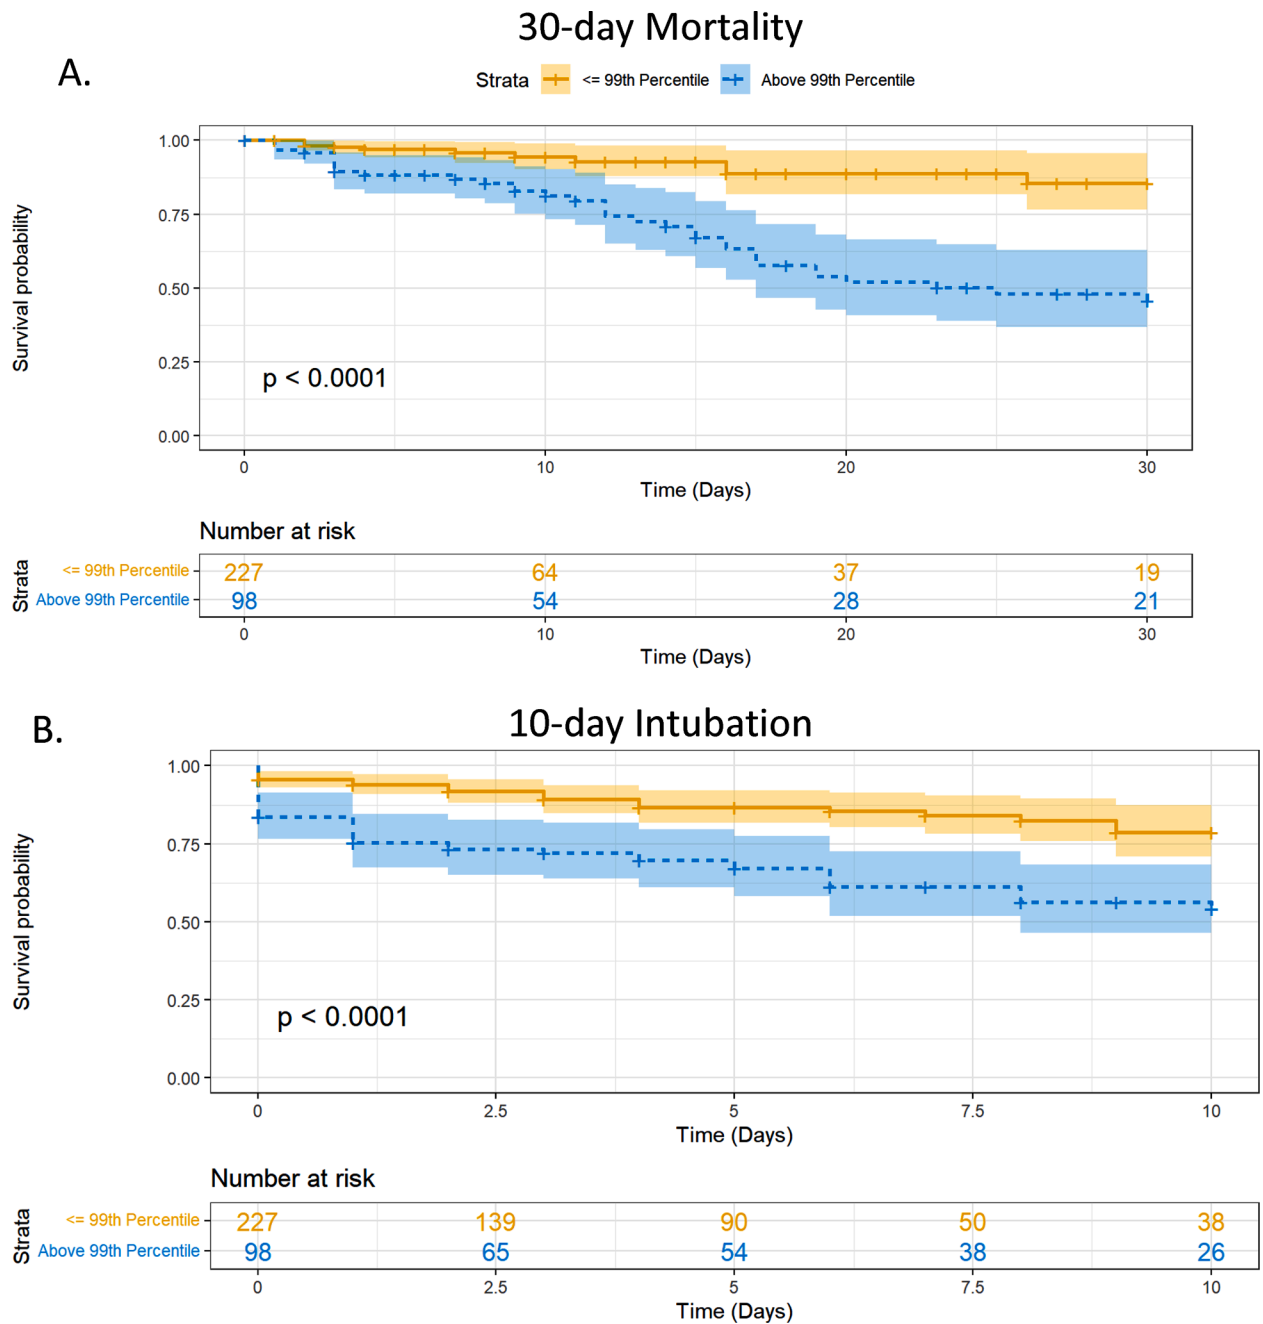 30-day Mortality
A.
Strata <= 99th Percentile Above 99th Percentile
1.00
0.75
0.50
0.25
0.00
Survival probability
p < 0.0001
0 10 20 30
Time (Days)
Number at risk
Strata
<= 99th Percentile 227 64 37 19
Above 99th Percentile 98 54 28 21
0 10 20 30
Time (Days)
B.
10-day Intubation
1.00
0.75
0.50
0.25
0.00
Survival probability
p < 0.0001
0 2.5 5 7.5 10
Time (Days)
Number at risk
Strata
<= 99th Percentile 227 139 90 50 38
Above 99th Percentile 98 65 54 38 26
0 2.5 5 7.5 10
Time (Days)